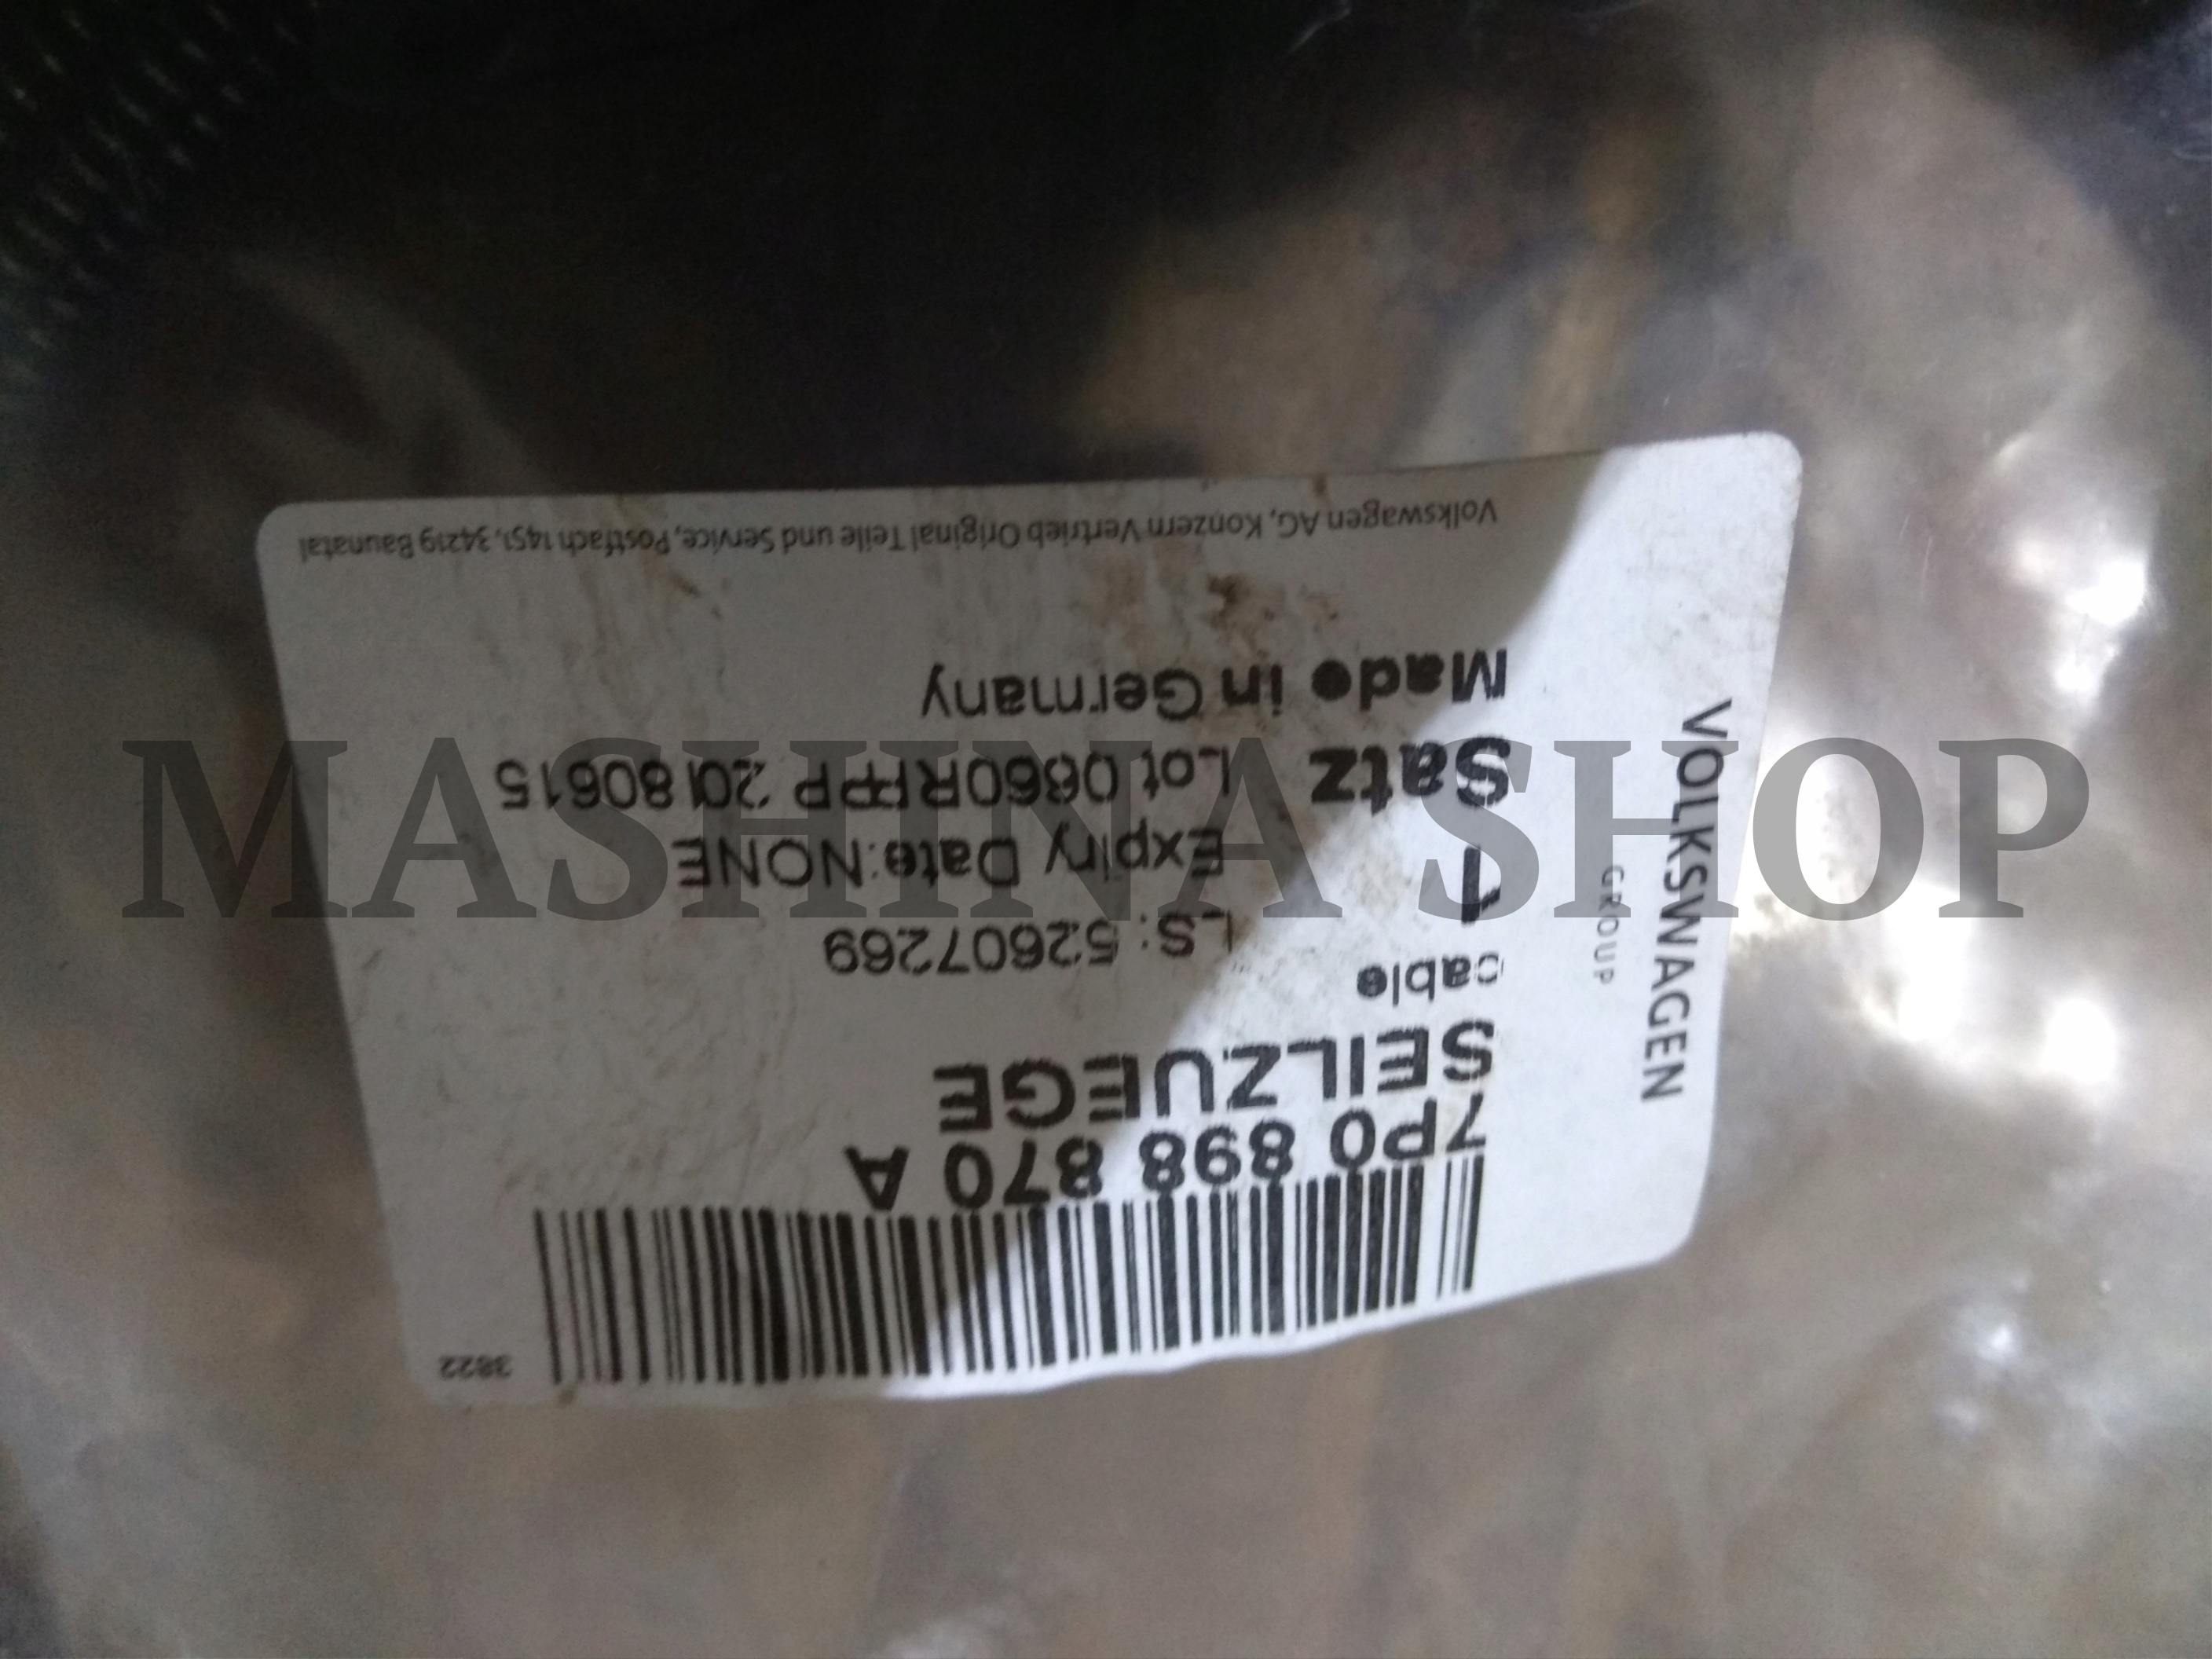 3822
7P0 898 870 A
SEILZUEGE
cable
LS: 52607269
1
Expiry Date:NONE
Satz
Lot 0660RFPP 20180615
Made in Germany
Volkswagen AG, Konzern Vertrieb Original Teile und Service, Postfach 1451, 34219 Baunatal
VOLKSWAGEN
GROUP
MASHINA SHOP